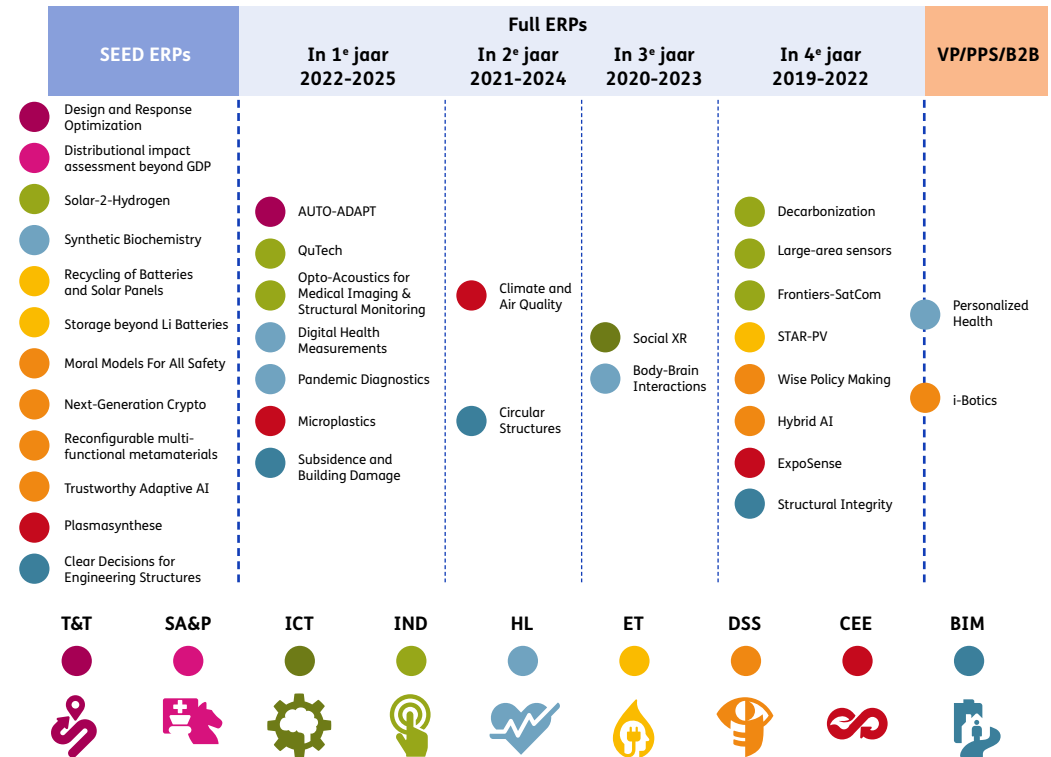 Full ERPs
SEED ERPs
In 1e jaar
2022-2025
In 2e jaar
2021-2024
In 3e jaar
2020-2023
In 4e jaar
2019-2022
VP/PPS/B2B
Design and Response
Optimization
Distributional impact
assessment beyond GDP
Solar-2-Hydrogen
Synthetic Biochemistry
Recycling of Batteries
and Solar Panels
Storage beyond Li Batteries
Moral Models For All Safety
Next-Generation Crypto
Reconfigurable multi-
functional metamaterials
Trustworthy Adaptive AI
Plasmasynthese
Clear Decisions for
Engineering Structures
AUTO-ADAPT
QuTech
Opto-Acoustics for
Medical Imaging &
Structural Monitoring
Digital Health
Measurements
Pandemic Diagnostics
Microplastics
Subsidence and
Building Damage
Climate and
Air Quality
Circular
Structures
Social XR
Body-Brain
Interactions
Decarbonization
Large-area sensors
Frontiers-SatCom
STAR-PV
Wise Policy Making
Hybrid AI
ExpoSense
Structural Integrity
Personalized
Health
i-Botics
T&T
SA&P
ICT
IND
HL
ET
DSS
CEE
BIM